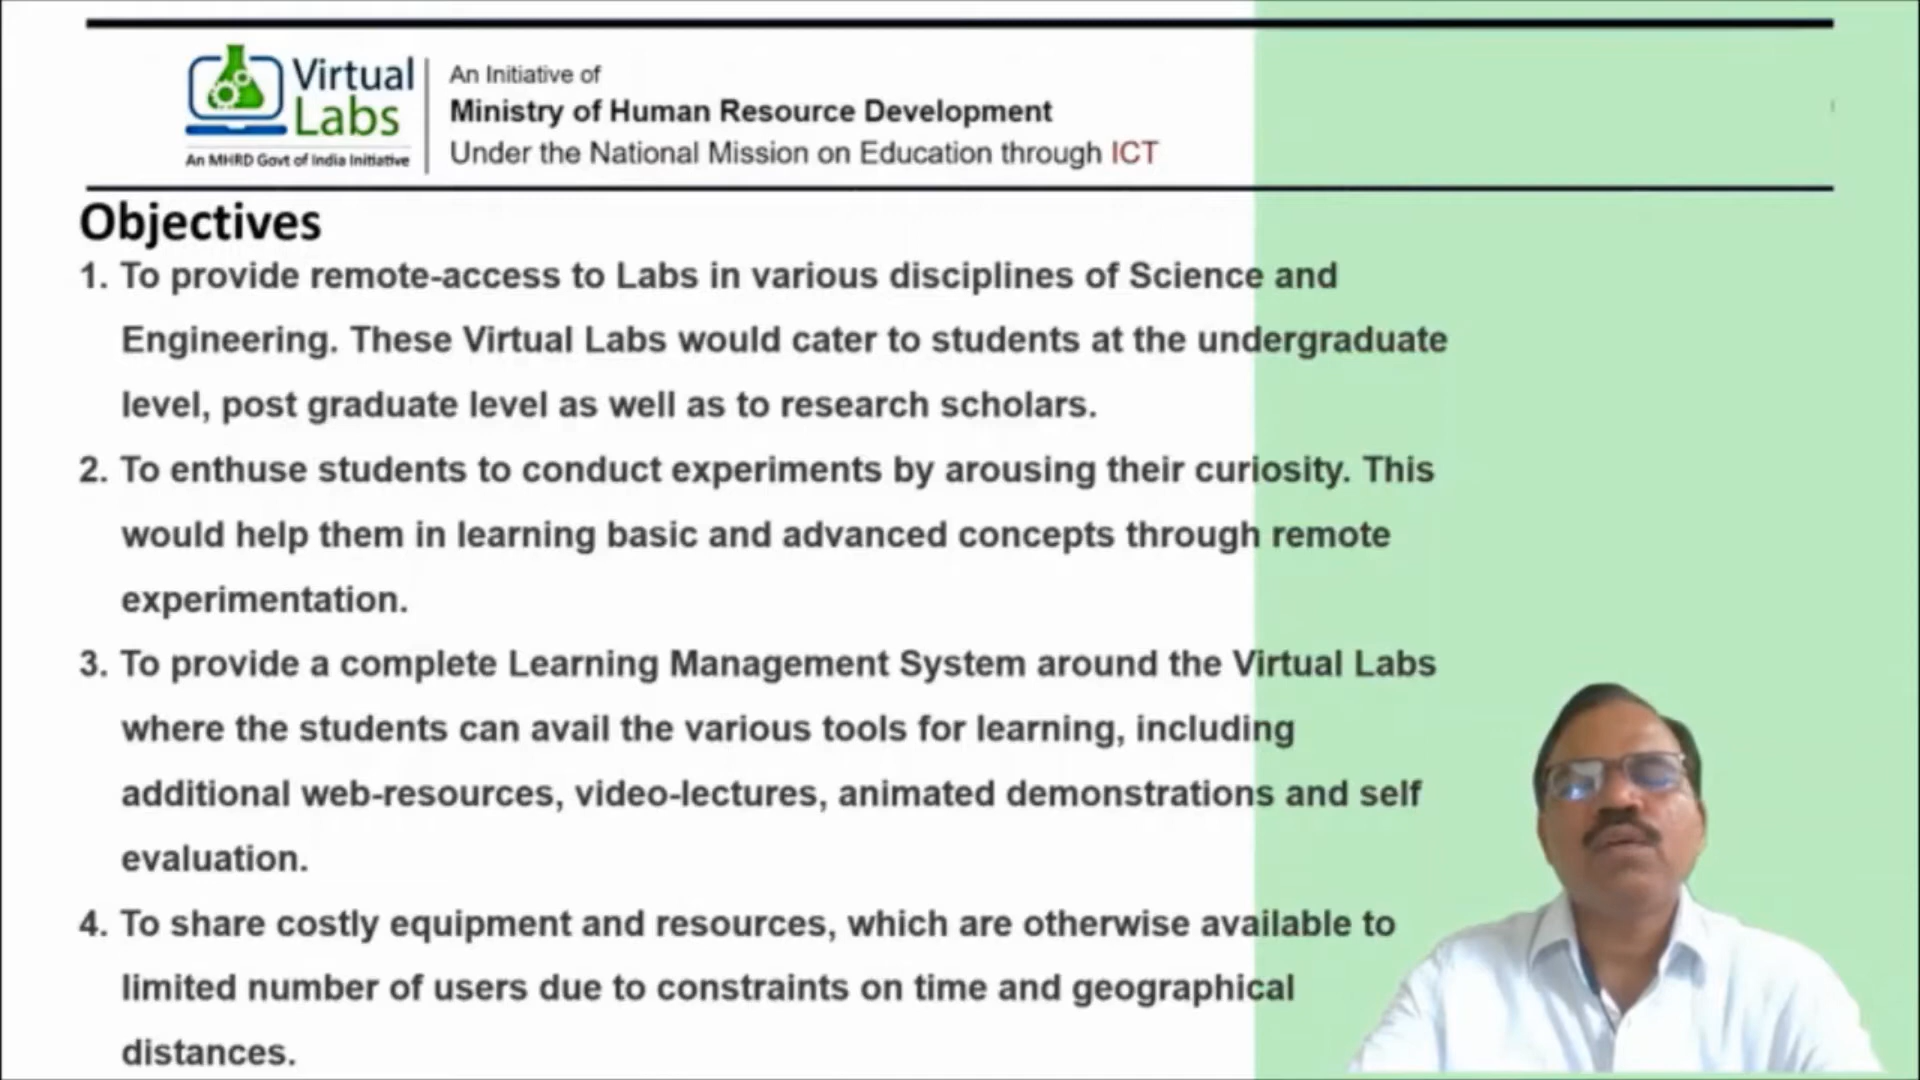 Virtual
Labs
An MHRD Govt of India Initiative
An Initiative of
Ministry of Human Resource Development
Under the National Mission on Education through ICT
Objectives
1. To provide remote-access to Labs in various disciplines of Science and
Engineering. These Virtual Labs would cater to students at the undergraduate
level, post graduate level as well as to research scholars.
2. To enthuse students to conduct experiments by arousing their curiosity. This
would help them in learning basic and advanced concepts through remote
experimentation.
3. To provide a complete Learning Management System around the Virtual Labs
where the students can avail the various tools for learning, including
additional web-resources, video-lectures, animated demonstrations and self
evaluation.
4. To share costly equipment and resources, which are otherwise available to
limited number of users due to constraints on time and geographical
distances.